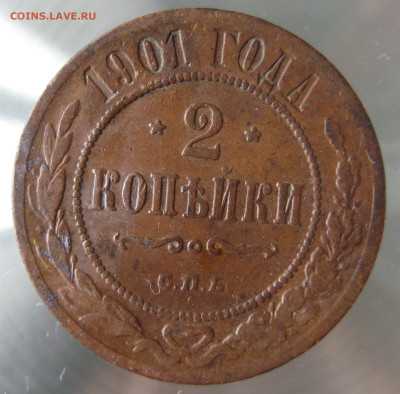 COINS.LAVE.RU
1901 ГОДА
2
КОПѢЙКИ
С.П.Б.